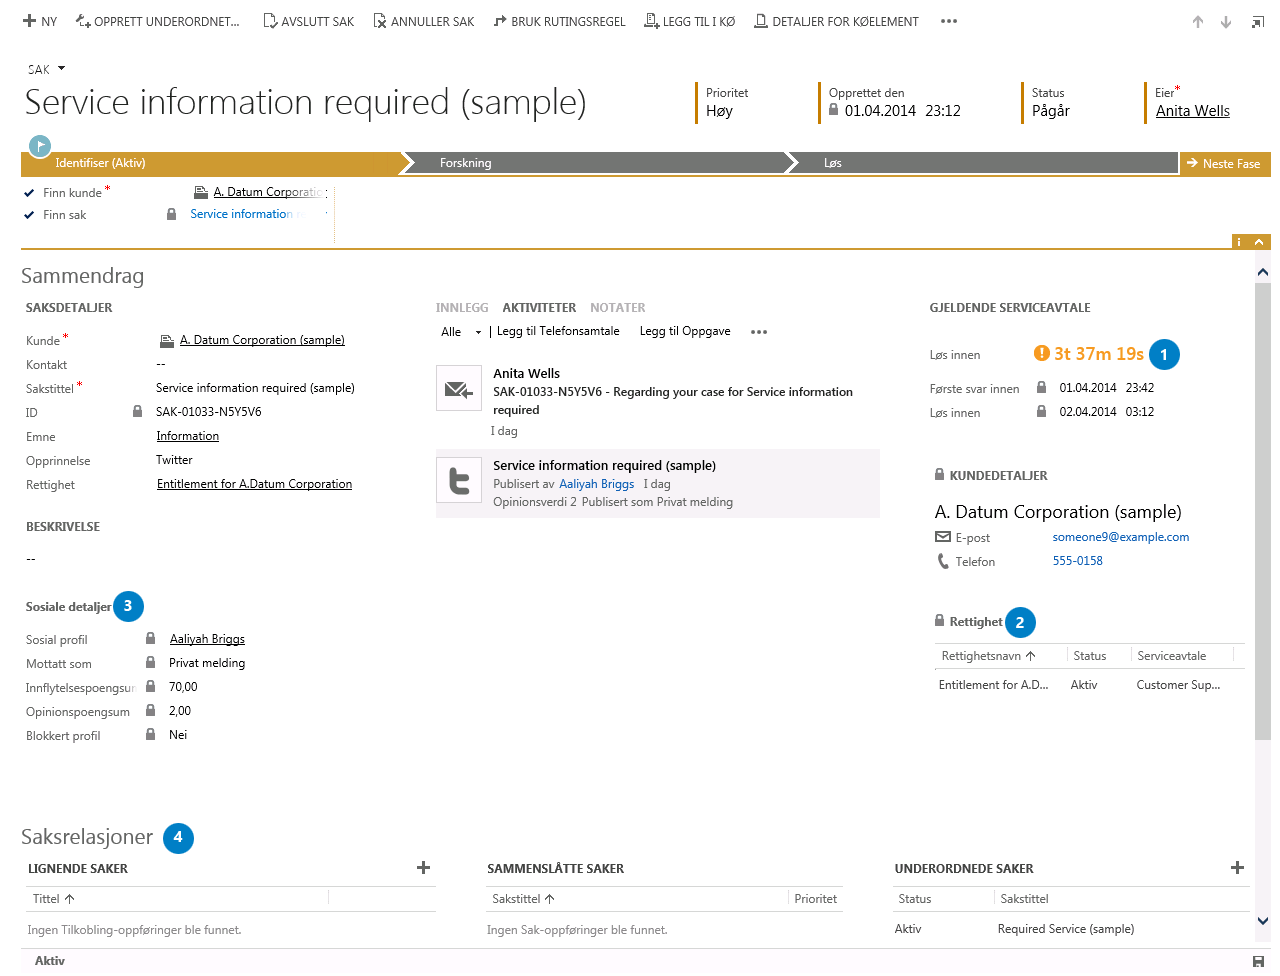 NY OPPRETT UNDERORDNET... AVSLUTT SAK ANNULLER SAK BRUK RUTINGSREGEL LEGG TIL I KØ DETALJER FOR KØELEMENT •••
SAK
Service information required (sample)
Prioritet
Høy
Opprettet den
01.04.2014 23:12
Status
Pågår
Eier*
Anita Wells
Identifiser (Aktiv) Forskning Løs Neste Fase
Finn kunde* A. Datum Corporatio
Finn sak Service information
Sammendrag
SAKSDETALJER
Kunde* A. Datum Corporation (sample)
Kontakt --
Sakstittel* Service information required (sample)
ID SAK-01033-N5Y5V6
Emne Information
Opprinnelse Twitter
Rettighet Entitlement for A.Datum Corporation
BESKRIVELSE
--
Sosiale detaljer 3
Sosial profil Aaliyah Briggs
Mottatt som Privat melding
Innflytelsespoengsur 70,00
Opinionspoengsum 2,00
Blokkert profil Nei
INNLEGG AKTIVITETER NOTATER
Alle | Legg til Telefonsamtale Legg til Oppgave •••
Anita Wells
SAK-01033-N5Y5V6 - Regarding your case for Service information
required
I dag
Service information required (sample)
Publisert av Aaliyah Briggs I dag
Opinionsverdi 2 Publisert som Privat melding
GJELDENDE SERVICEAVTALE
Løs innen 3t 37m 19s 1
Første svar innen 01.04.2014 23:42
Løs innen 02.04.2014 03:12
KUNDEDETALJER
A. Datum Corporation (sample)
E-post someone9@example.com
Telefon 555-0158
Rettighet 2
Rettighetsnavn Status Serviceavtale
Entitlement for A.D... Aktiv Customer Sup...
Saksrelasjoner 4
LIGNENDE SAKER
Tittel
Ingen Tilkobling-oppføringer ble funnet.
SAMMENSLÅTTE SAKER
Sakstittel Prioritet
Ingen Sak-oppføringer ble funnet.
UNDERORDNEDE SAKER
Status Sakstittel
Aktiv Required Service (sample)
Aktiv